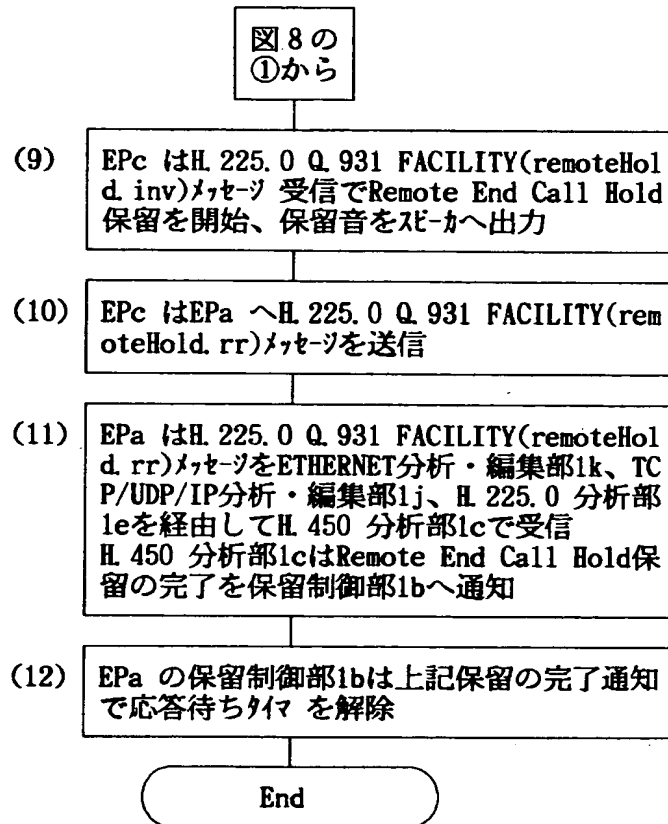 図8の
①から
(9) EPc はH.225.0 Q.931 FACILITY(remoteHol
d.inv)ﾒｯｾｰｼﾞ 受信でRemote End Call Hold
保留を開始、保留音をｽﾋﾟｰｶへ出力
(10) EPc はEPa へH.225.0 Q.931 FACILITY(rem
oteHold.rr)ﾒｯｾｰｼﾞを送信
(11) EPa はH.225.0 Q.931 FACILITY(remoteHol
d.rr)ﾒｯｾｰｼﾞをETHERNET分析・編集部1k、TC
P/UDP/IP分析・編集部1j、H.225.0 分析部
1eを経由してH.450 分析部1cで受信
H.450 分析部1cはRemote End Call Hold保
留の完了を保留制御部1bへ通知
(12) EPa の保留制御部1bは上記保留の完了通知
で応答待ちﾀｲﾏ を解除
End